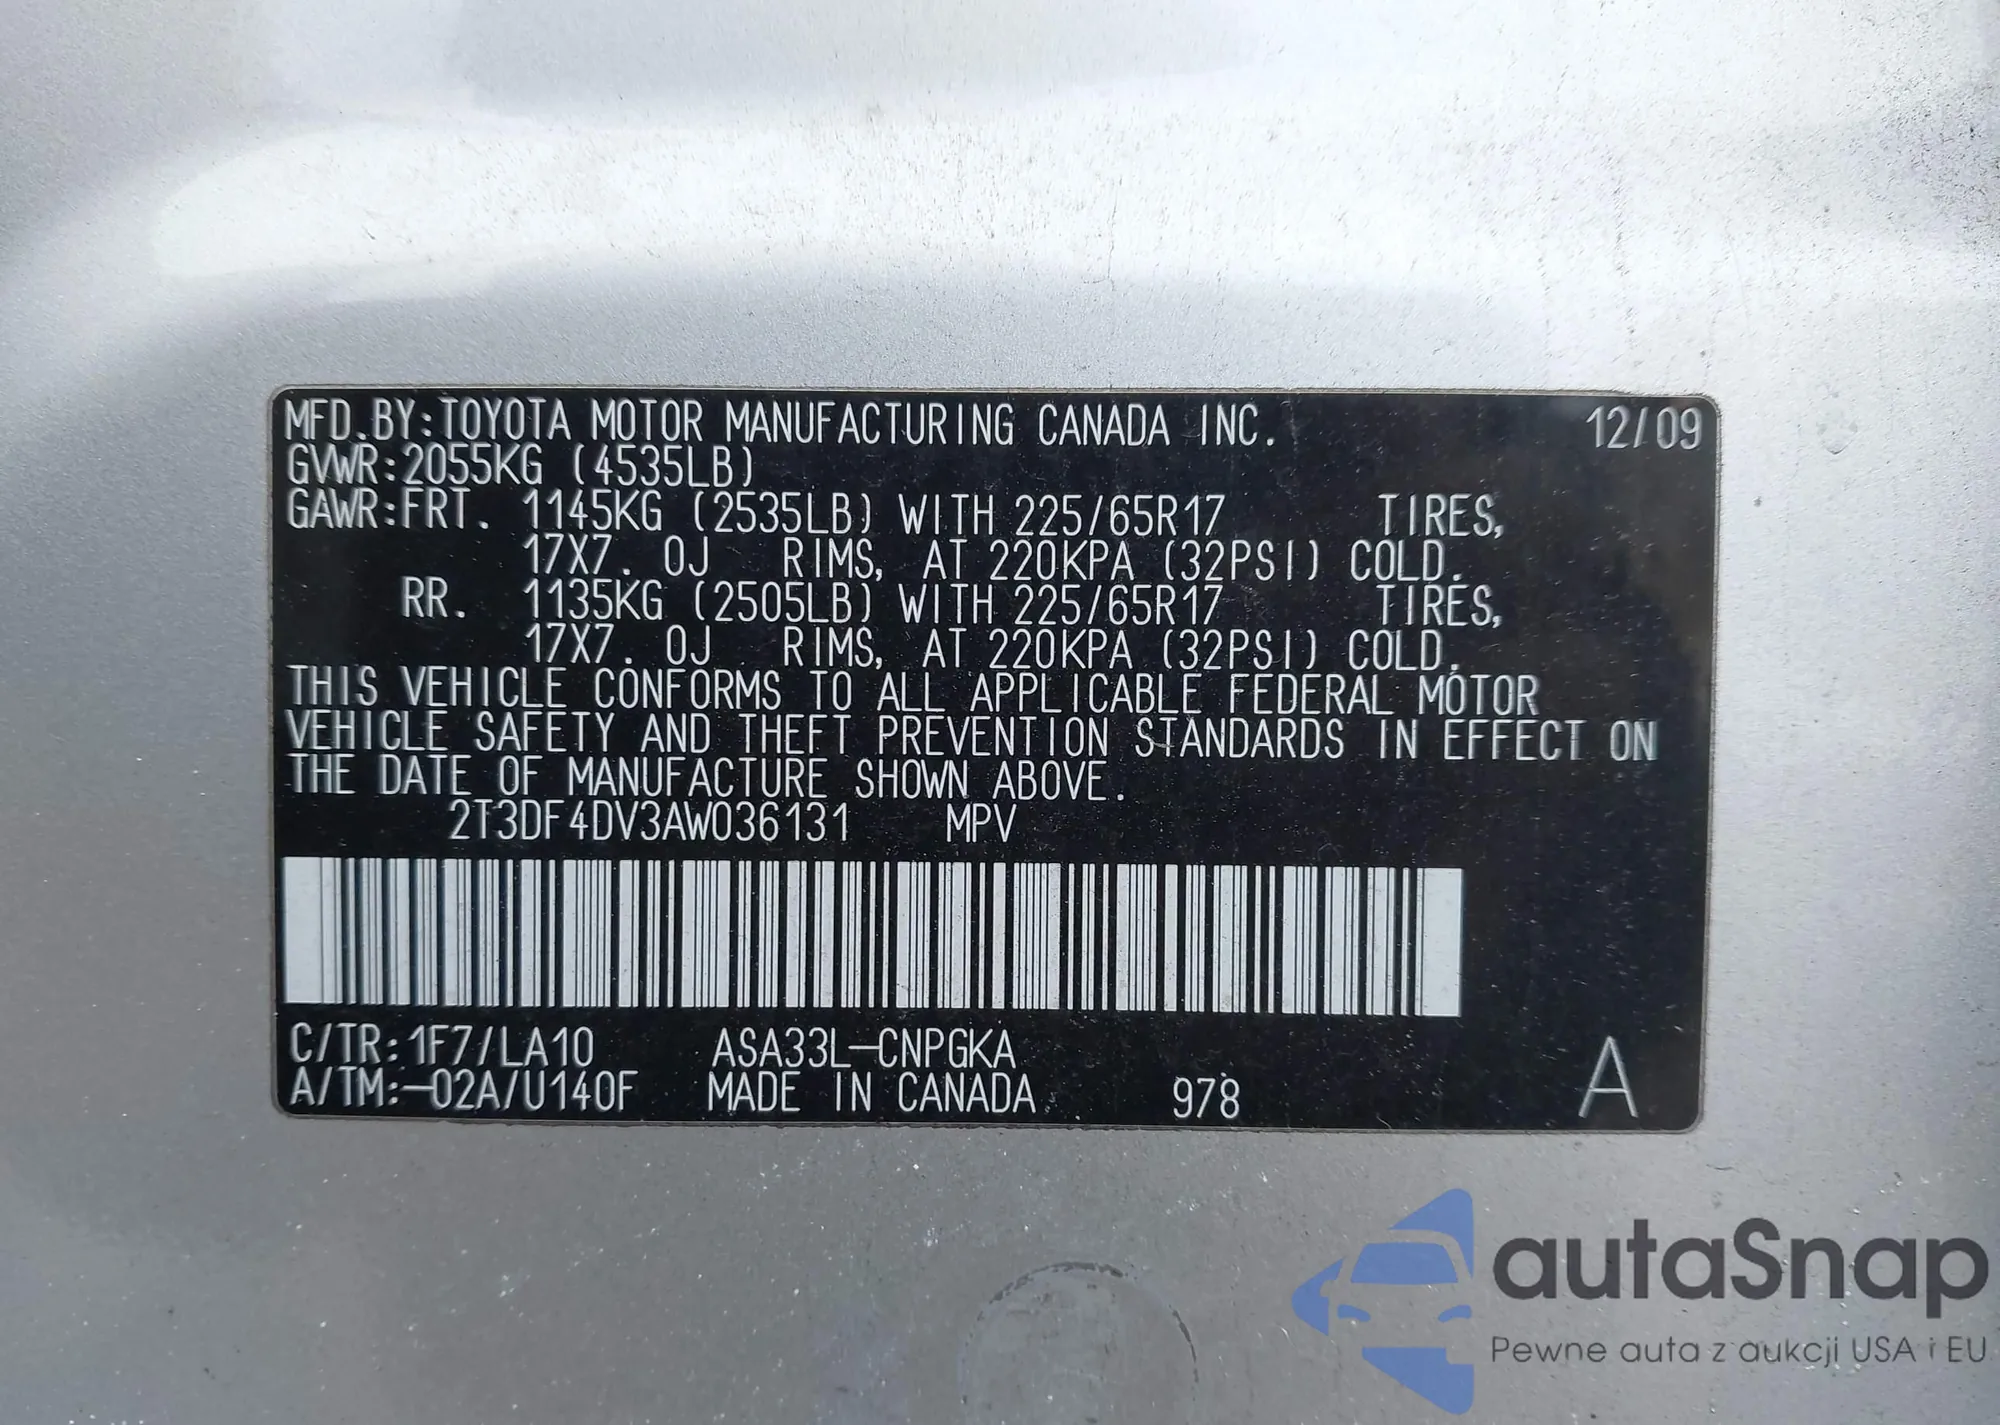 MFD.BY:TOYOTA MOTOR MANUFACTURING CANADA INC. 12/09
GVWR:2055KG (4535LB)
GAWR:FRT. 1145KG (2535LB) WITH 225/65R17 TIRES,
17X7.0J RIMS, AT 220KPA (32PSI) COLD.
RR. 1135KG (2505LB) WITH 225/65R17 TIRES,
17X7.0J RIMS, AT 220KPA (32PSI) COLD.
THIS VEHICLE CONFORMS TO ALL APPLICABLE FEDERAL MOTOR
VEHICLE SAFETY AND THEFT PREVENTION STANDARDS IN EFFECT ON
THE DATE OF MANUFACTURE SHOWN ABOVE.
2T3DF4DV3AW036131 MPV
C/TR:1F7/LA10 ASA33L-CNPGKA
A/TM:-02A/U140F MADE IN CANADA 978 A
autaSnap
Pewne auta z aukcji USA i EU